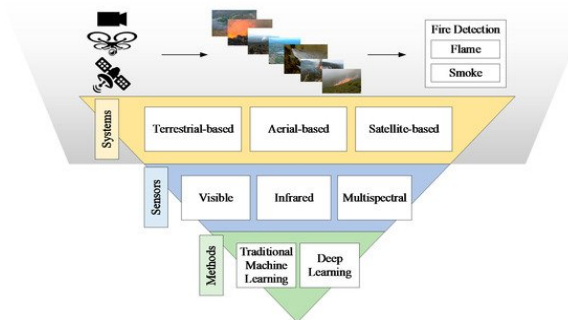 Fire Detection
Flame
Smoke
Systems
Terrestrial-based
Aerial-based
Satellite-based
Sensors
Visible
Infrared
Multispectral
Methods
Traditional
Machine
Learning
Deep
Learning